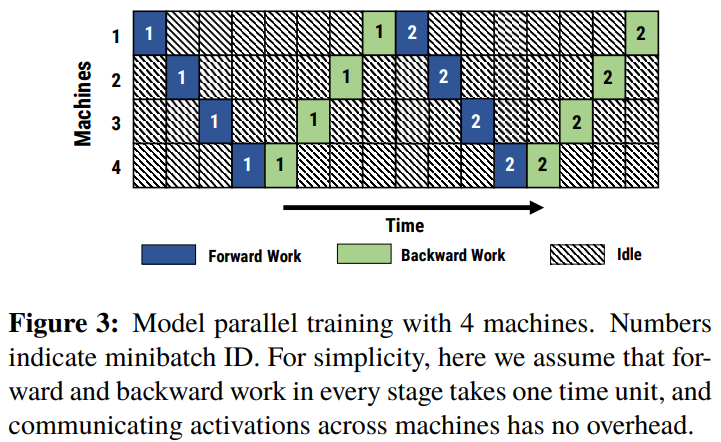 1 1 1 2 2
2 1 1 2 2
3 1 1 2 2
4 1 1 2 2
Machines
Time
Forward Work Backward Work Idle
Figure 3: Model parallel training with 4 machines. Numbers
indicate minibatch ID. For simplicity, here we assume that for-
ward and backward work in every stage takes one time unit, and
communicating activations across machines has no overhead.